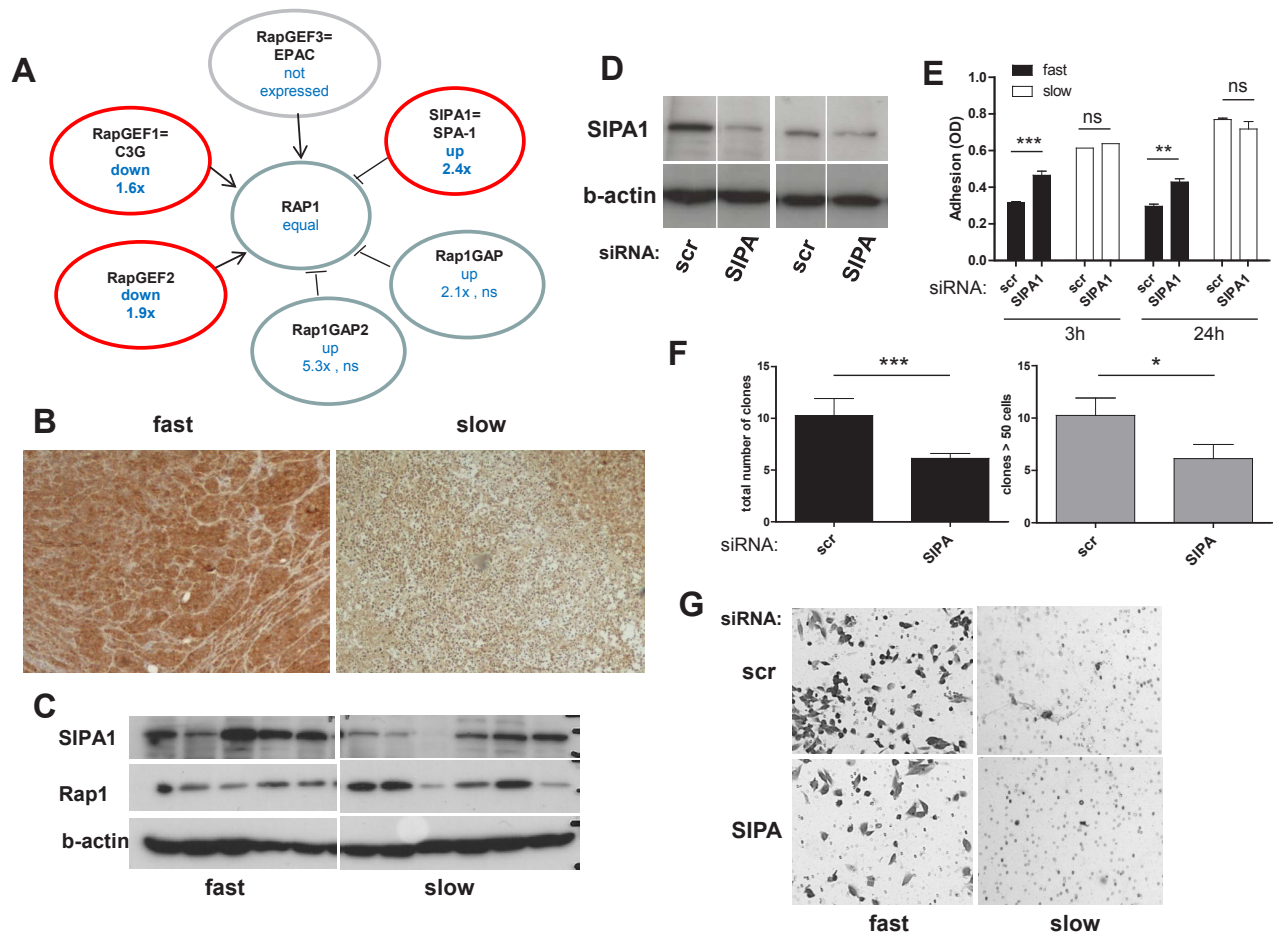 A
RapGEF3=
EPAC
not
expressed
RapGEF1=
C3G
down
1.6x
SIPA1=
SPA-1
up
2.4x
RAP1
equal
RapGEF2
down
1.9x
Rap1GAP
up
2.1x , ns
Rap1GAP2
up
5.3x , ns
B
fast
slow
C
SIPA1
Rap1
b-actin
fast
slow
D
SIPA1
b-actin
siRNA:
scr
SIPA
scr
SIPA
E
fast
slow
Adhesion (OD)
1.0
0.8
0.6
0.4
0.2
0.0
***
ns
**
ns
siRNA:
scr
SIPA1
scr
SIPA1
scr
SIPA1
scr
SIPA1
3h
24h
F
total number of clones
15
10
5
0
***
siRNA:
scr
SIPA
clones > 50 cells
15
10
5
0
*
scr
SIPA
G
siRNA:
scr
SIPA
fast
slow